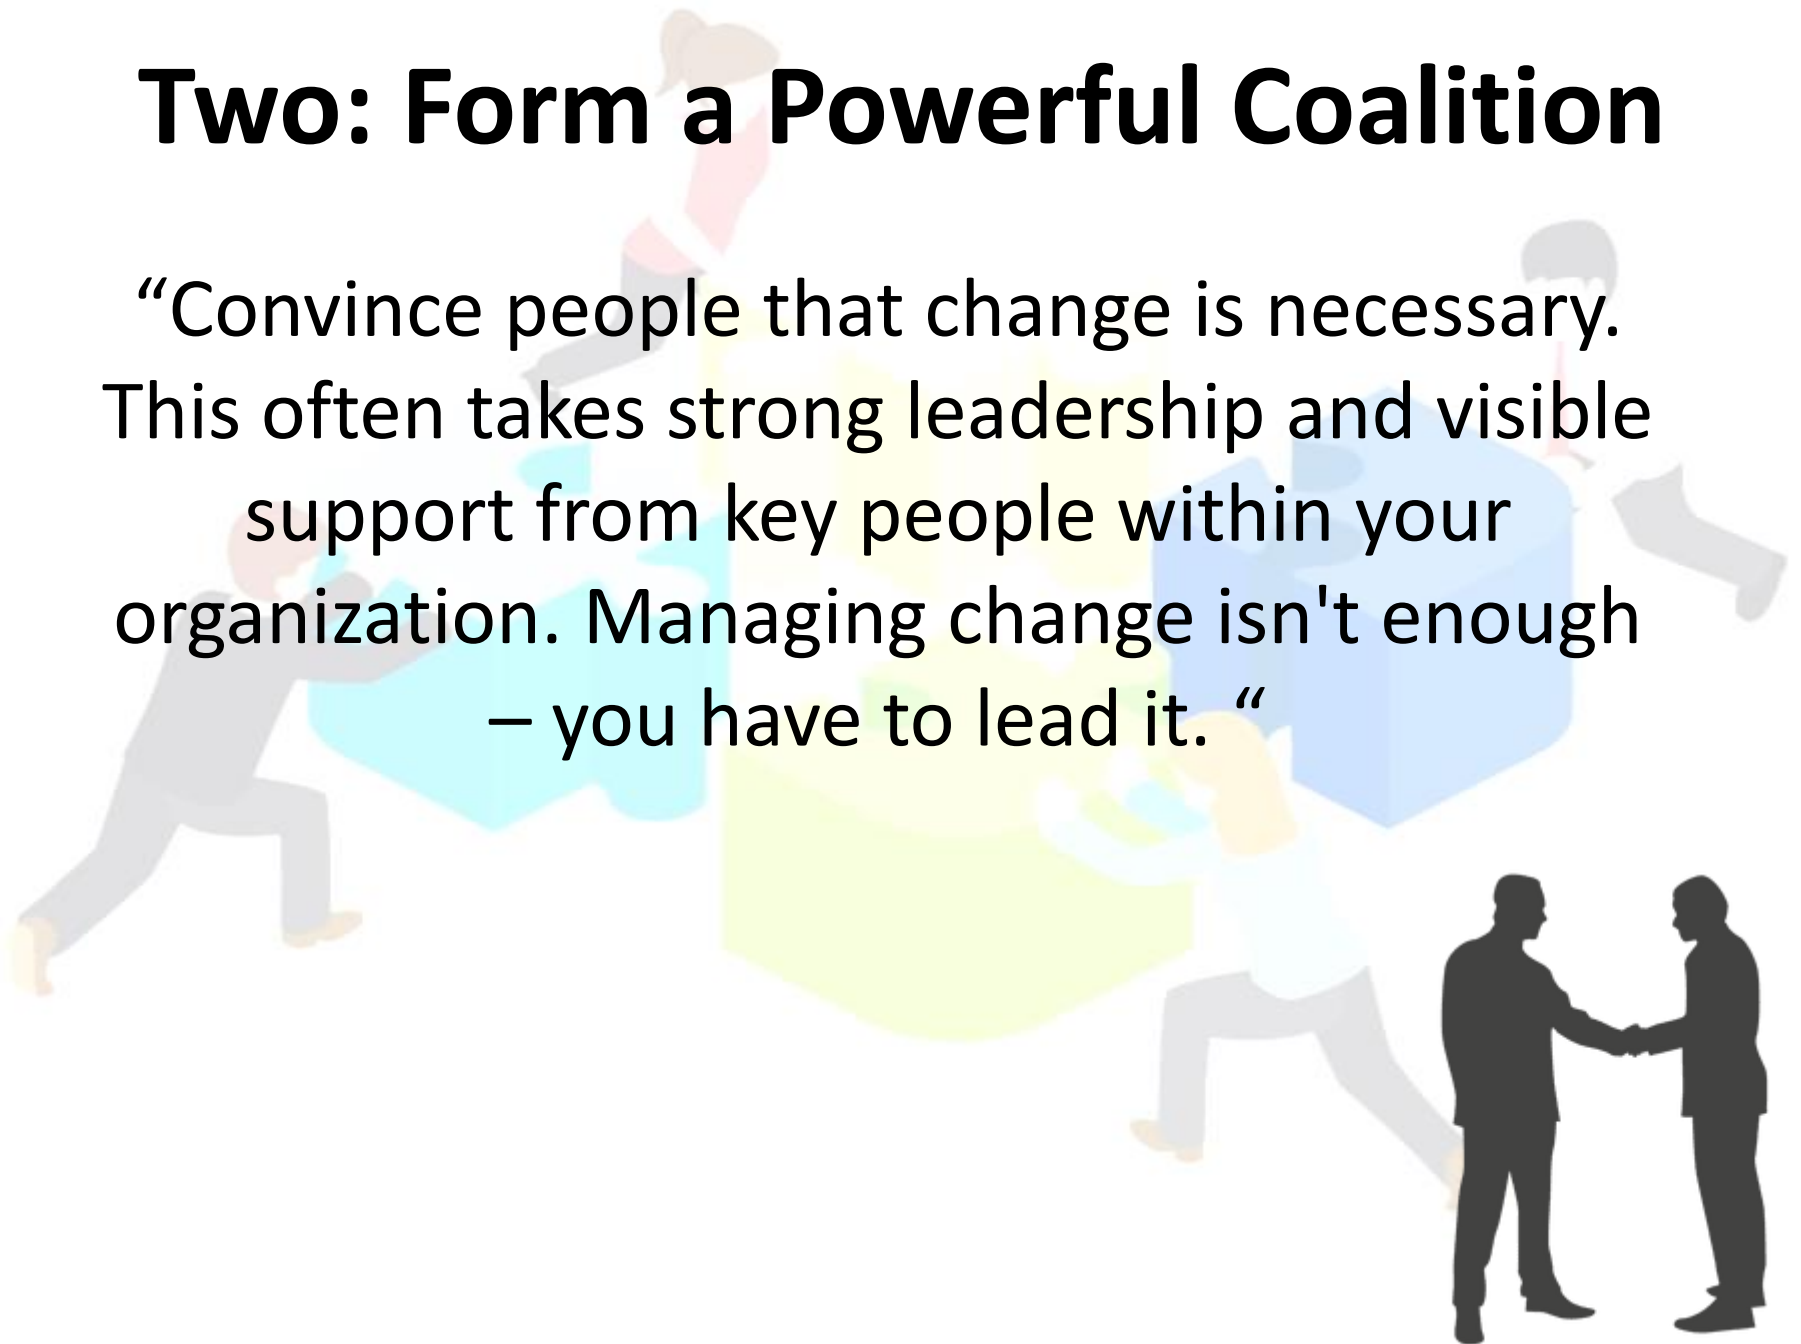 Two: Form a Powerful Coalition
“Convince people that change is necessary.
This often takes strong leadership and visible
support from key people within your
organization. Managing change isn't enough
– you have to lead it. “